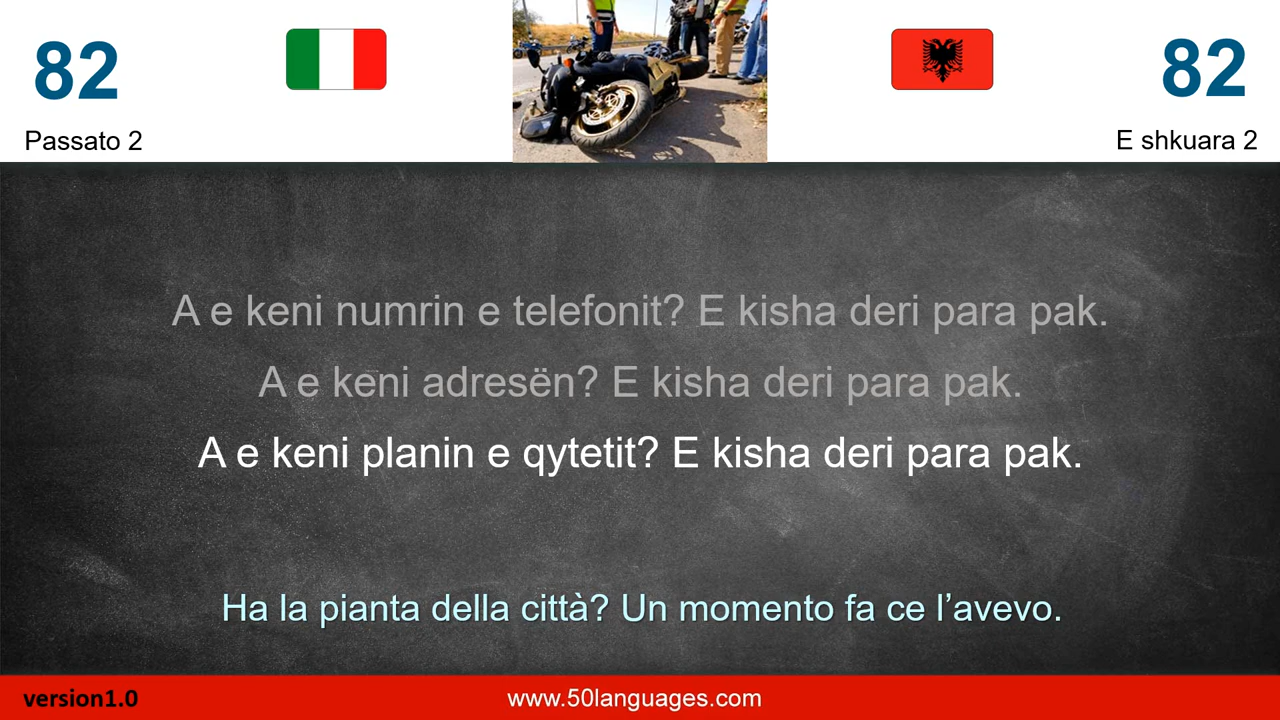 82
82
Passato 2
E shkuara 2
A e keni numrin e telefonit? E kisha deri para pak.
A e keni adresën? E kisha deri para pak.
A e keni planin e qytetit? E kisha deri para pak.
Ha la pianta della città? Un momento fa ce l’avevo.
version1.0
www.50languages.com